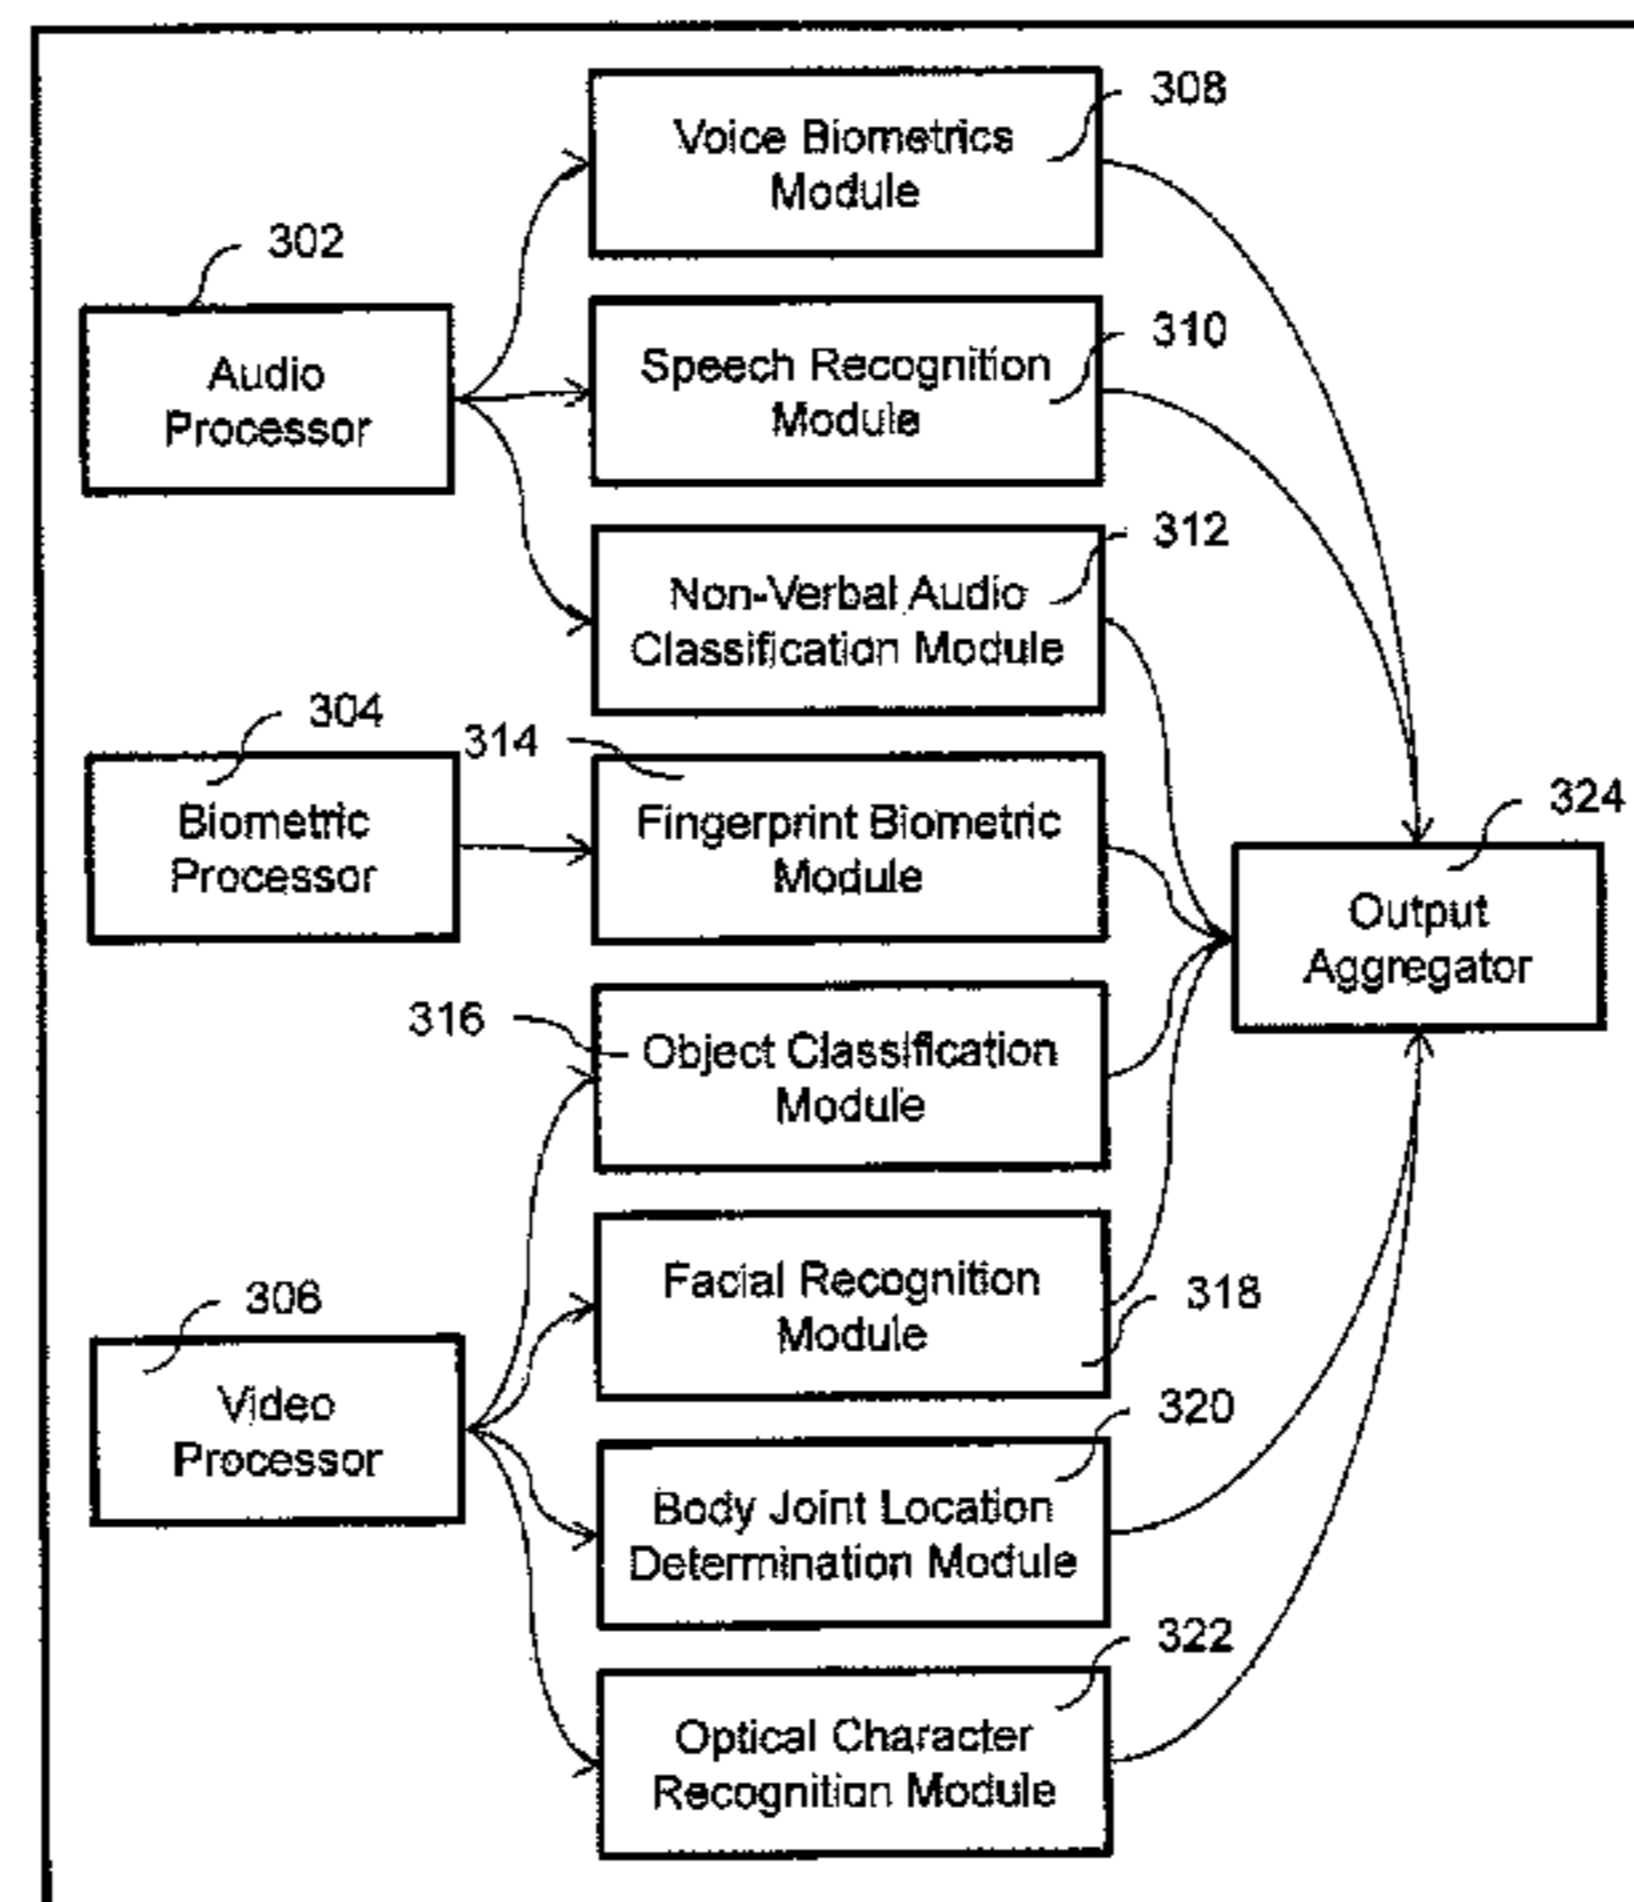 308
Voice Biometrics
Module
302
Audio
Processor
310
Speech Recognition
Module
312
Non-Verbal Audio
Classification Module
304
Biometric
Processor
314
Fingerprint Biometric
Module
324
Output
Aggregator
316
Object Classification
Module
306
Video
Processor
Facial Recognition
Module
318
320
Body Joint Location
Determination Module
322
Optical Character
Recognition Module